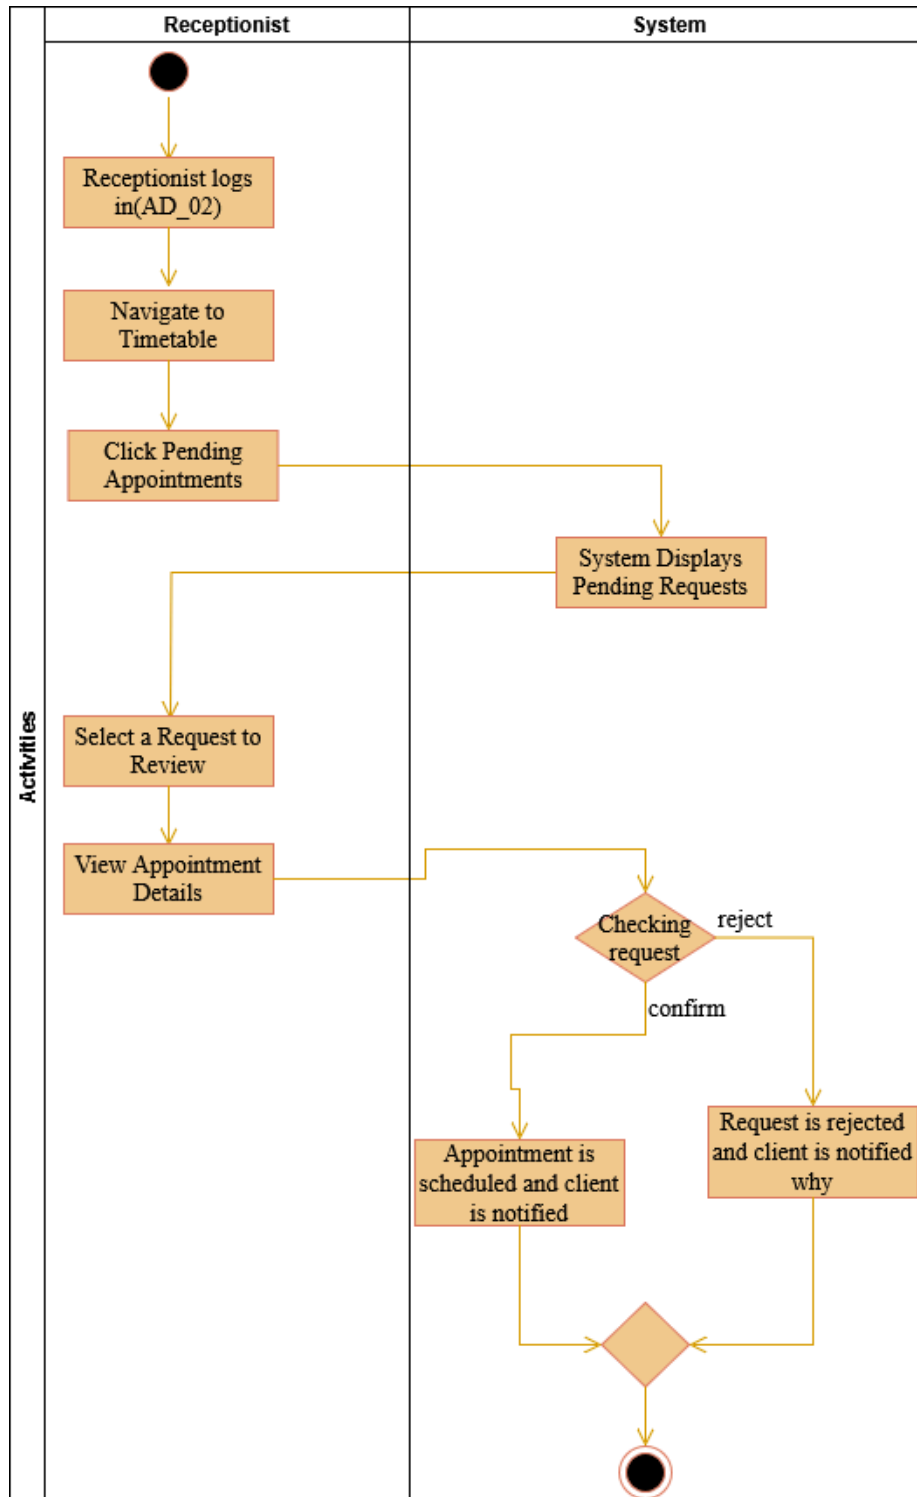 Receptionist
System
Receptionist logs
in(AD_02)
Navigate to
Timetable
Click Pending
Appointments
System Displays
Pending Requests
Activities
Select a Request to
Review
View Appointment
Details
Checking
request
reject
confirm
Request is rejected
and client is notified
why
Appointment is
scheduled and client
is notified